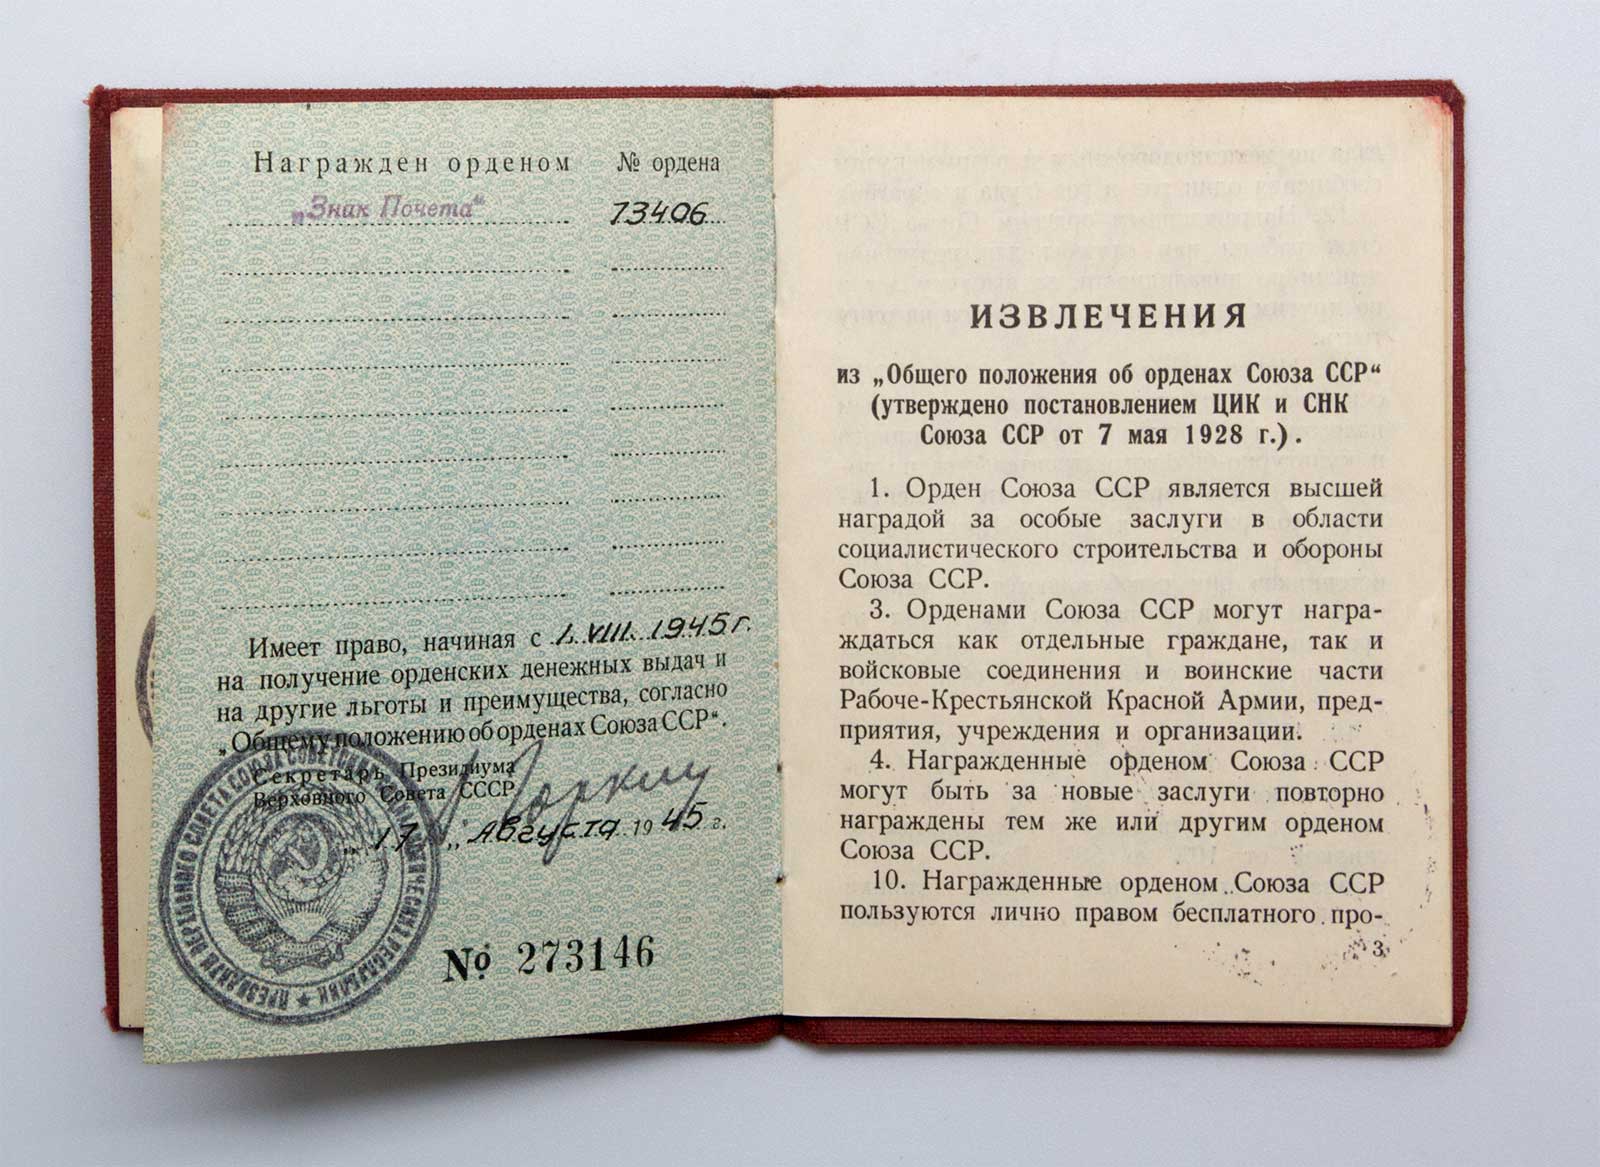 Награжден орденом № ордена
„Знак Почета“ 73406
Имеет право, начиная с 1. VIII. 1945 г.
на получение орденских денежных выдач и
на другие льготы и преимущества, согласно
„Общему положению об орденах Союза ССР“.
Секретарь Президиума
Верховного Совета СССР
„17„ Августа 1945 г.
ПРЕЗИДИУМ ВЕРХОВНОГО СОВЕТА СОЮЗА СОВЕТСКИХ РЕСПУБЛИК
№ 273146
ИЗВЛЕЧЕНИЯ
из „Общего положения об орденах Союза ССР“
(утверждено постановлением ЦИК и СНК
Союза ССР от 7 мая 1928 г.).
1. Орден Союза ССР является высшей
наградой за особые заслуги в области
социалистического строительства и обороны
Союза ССР.
3. Орденами Союза ССР могут награ-
ждаться как отдельные граждане, так и
войсковые соединения и воинские части
Рабоче-Крестьянской Красной Армии, пред-
приятия, учреждения и организации.
4. Награжденные орденом Союза ССР
могут быть за новые заслуги повторно
награждены тем же или другим орденом
Союза ССР.
10. Награжденные орденом Союза ССР
пользуются лично правом бесплатного про-
3